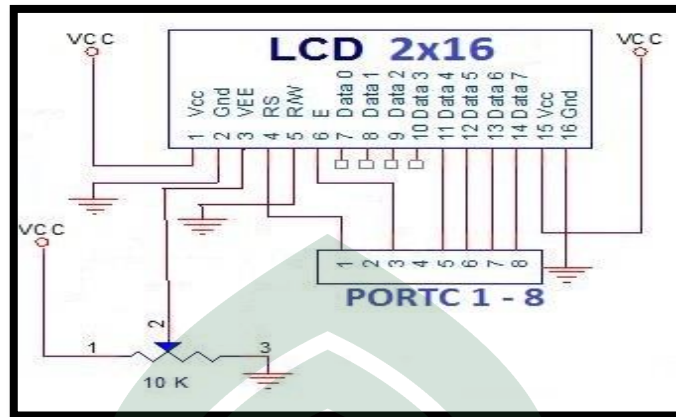 VCC
LCD 2x16
VCC
Vcc
Gnd
VEE
RS
R/W
E
Data 0
Data 1
Data 2
Data 3
Data 4
Data 5
Data 6
Data 7
Vcc
Gnd
1
2
3
4
5
6
7
8
9
10
11
12
13
14
15
16
VCC
1
2
3
4
5
6
7
8
PORTC 1 - 8
2
1
3
10 K